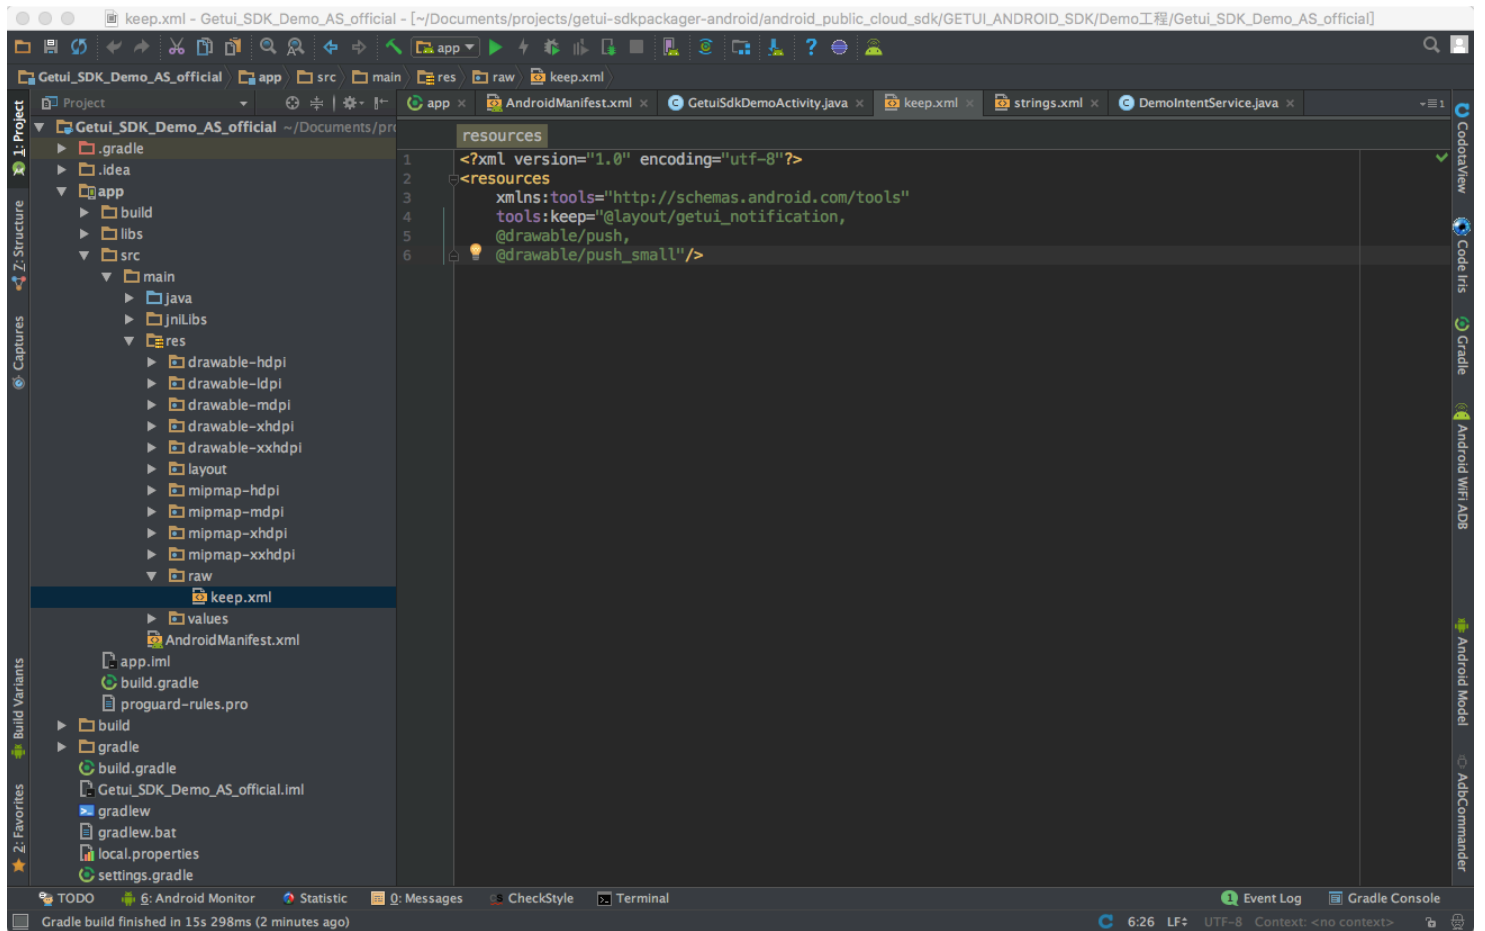 keep.xml - Getui_SDK_Demo_AS_official - [~/Documents/projects/getui-sdkpackager-android/android_public_cloud_sdk/GETUI_ANDROID_SDK/Demo工程/Getui_SDK_Demo_AS_official]
app
Getui_SDK_Demo_AS_official app src main res raw keep.xml
Project
app AndroidManifest.xml GetuiSdkDemoActivity.java keep.xml strings.xml DemoIntentService.java
1
1: Project
Z: Structure
Captures
Build Variants
2: Favorites
Getui_SDK_Demo_AS_official ~/Documents/pro
.gradle
.idea
app
build
libs
src
main
java
jniLibs
res
drawable-hdpi
drawable-ldpi
drawable-mdpi
drawable-xhdpi
drawable-xxhdpi
layout
mipmap-hdpi
mipmap-mdpi
mipmap-xhdpi
mipmap-xxhdpi
raw
keep.xml
values
AndroidManifest.xml
app.iml
build.gradle
proguard-rules.pro
build
gradle
build.gradle
Getui_SDK_Demo_AS_official.iml
gradlew
gradlew.bat
local.properties
settings.gradle
resources
1 <?xml version="1.0" encoding="utf-8"?>
2 <resources
3 xmlns:tools="http://schemas.android.com/tools"
4 tools:keep="@layout/getui_notification,
5 @drawable/push,
6 @drawable/push_small"/>
CodotaView
Code Iris
Gradle
Android WiFi ADB
Android Model
AdbCommander
TODO 6: Android Monitor Statistic 0: Messages CheckStyle Terminal 1 Event Log Gradle Console
Gradle build finished in 15s 298ms (2 minutes ago) 6:26 LF UTF-8 Context: <no context>